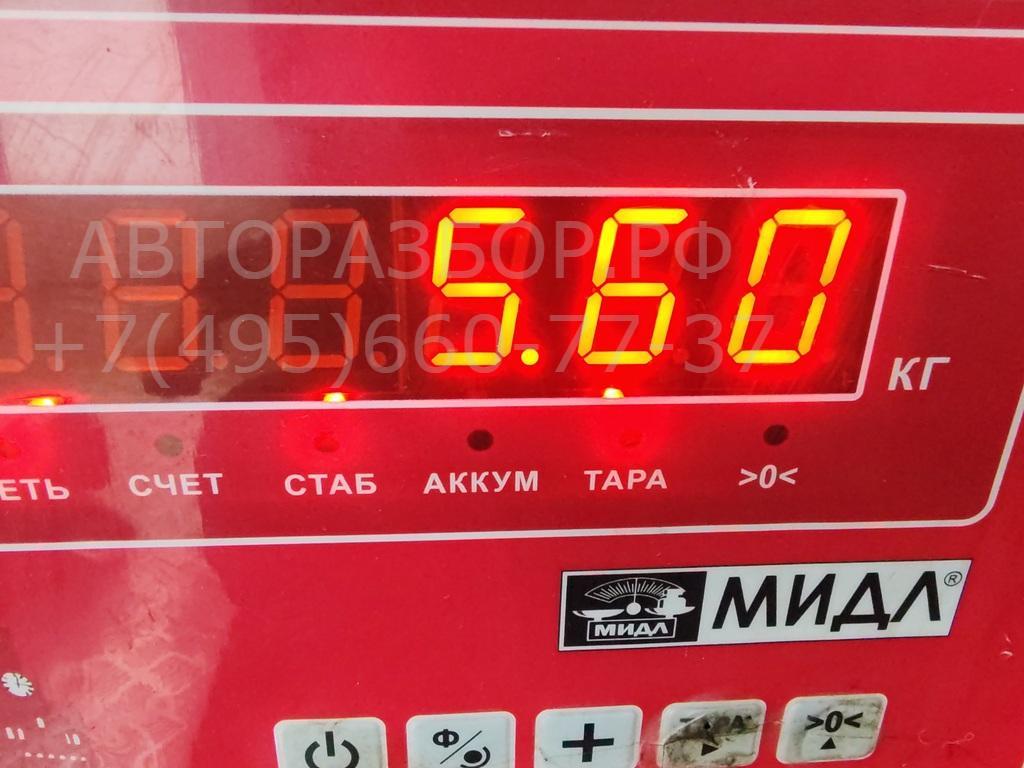 АВТОРАЗБОР.РФ
5.60
+7(495)660-77-37
КГ
ЕТЬ СЧЕТ СТАБ АККУМ ТАРА >0<
МИДЛ МИДЛ®
Ф >0<